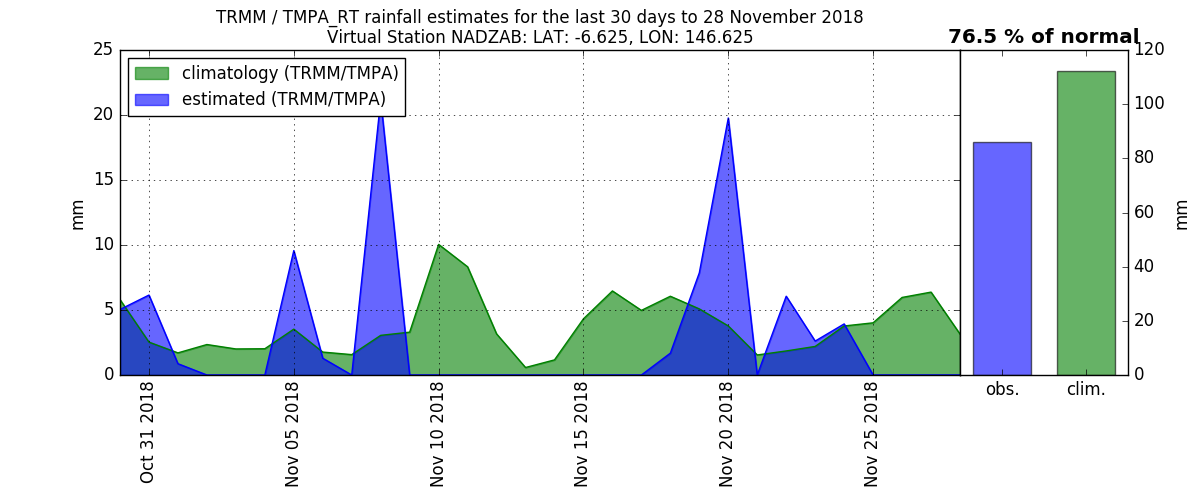 TRMM / TMPA_RT rainfall estimates for the last 30 days to 28 November 2018
Virtual Station NADZAB: LAT: -6.625, LON: 146.625
76.5 % of normal
climatology (TRMM/TMPA)
estimated (TRMM/TMPA)
25
20
15
10
5
0
mm
Oct 31 2018
Nov 05 2018
Nov 10 2018
Nov 15 2018
Nov 20 2018
Nov 25 2018
obs.
clim.
120
100
80
60
40
20
0
mm